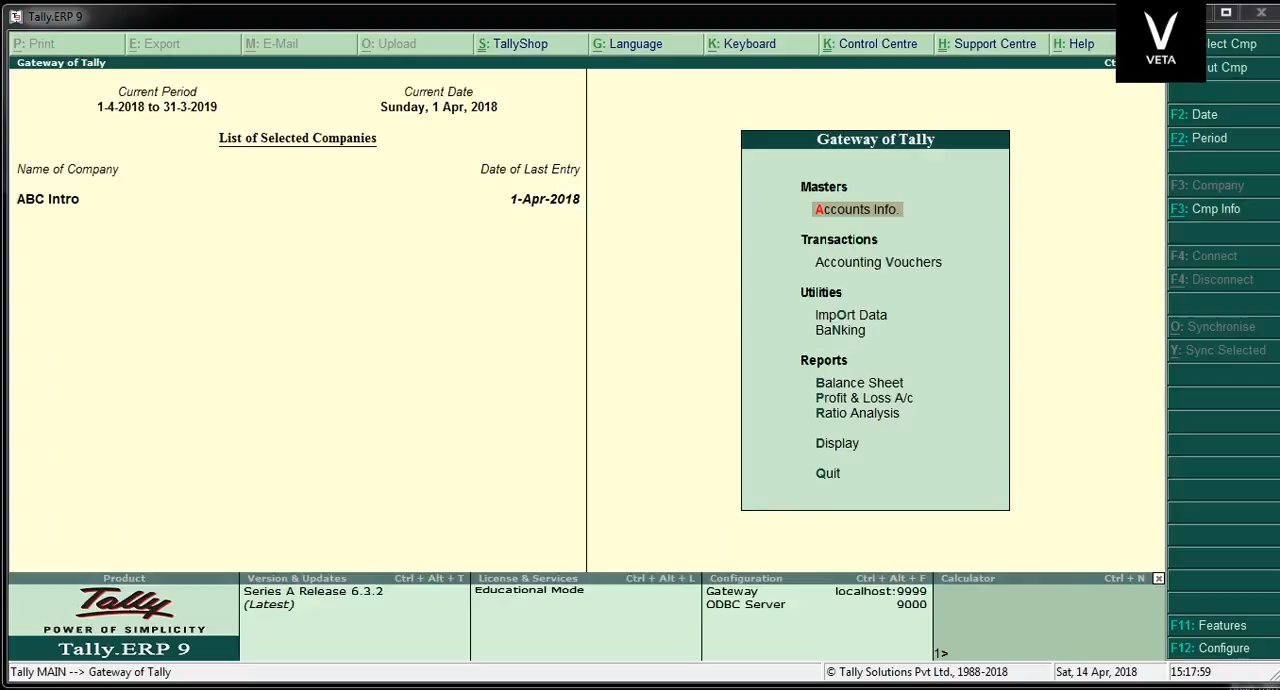 Tally.ERP 9
P: Print
E: Export
M: E-Mail
O: Upload
S: TallyShop
G: Language
K: Keyboard
K: Control Centre
H: Support Centre
H: Help
VETA
lect Cmp
ut Cmp
Gateway of Tally
Current Period
1-4-2018 to 31-3-2019
Current Date
Sunday, 1 Apr, 2018
List of Selected Companies
Name of Company
Date of Last Entry
ABC Intro
1-Apr-2018
Gateway of Tally
Masters
Accounts Info.
Transactions
Accounting Vouchers
Utilities
ImpOrt Data
BaNking
Reports
Balance Sheet
Profit & Loss A/c
Ratio Analysis
Display
Quit
F2: Date
F2: Period
F3: Company
F3: Cmp Info
F4: Connect
F4: Disconnect
O: Synchronise
Y: Sync Selected
F11: Features
F12: Configure
Product
Tally
POWER OF SIMPLICITY
Tally.ERP 9
Version & Updates Ctrl + Alt + T
Series A Release 6.3.2
(Latest)
License & Services Ctrl + Alt + L
Educational Mode
Configuration Ctrl + Alt + F
Gateway localhost:9999
ODBC Server 9000
Calculator Ctrl + N
1>
Tally MAIN --> Gateway of Tally
© Tally Solutions Pvt Ltd., 1988-2018
Sat, 14 Apr, 2018
15:17:59